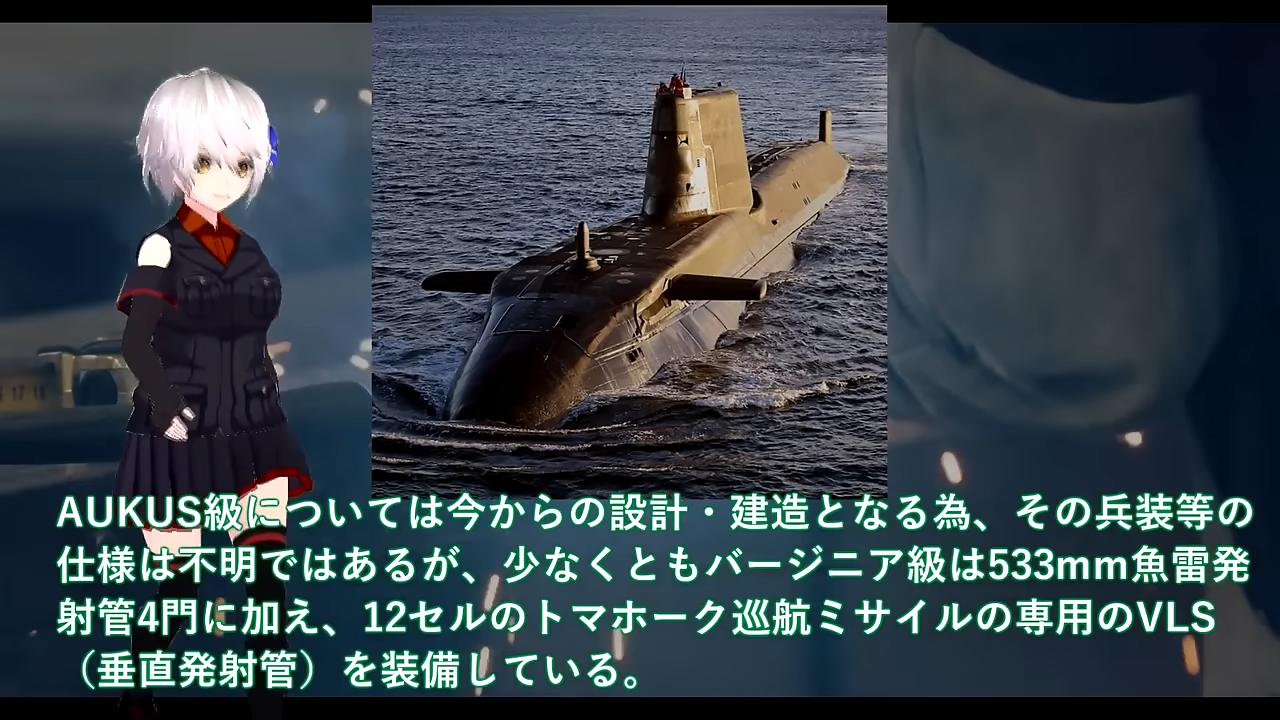 AUKUS級については今からの設計・建造となる為、その兵装等の
仕様は不明ではあるが、少なくともバージニア級は533mm魚雷発
射管4門に加え、12セルのトマホーク巡航ミサイルの専用のVLS
（垂直発射管）を装備している。
17 18